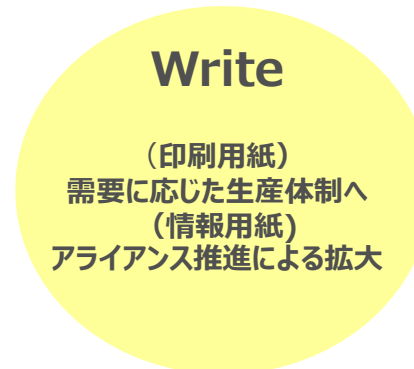 Write
（印刷用紙）
需要に応じた生産体制へ
（情報用紙)
アライアンス推進による拡大